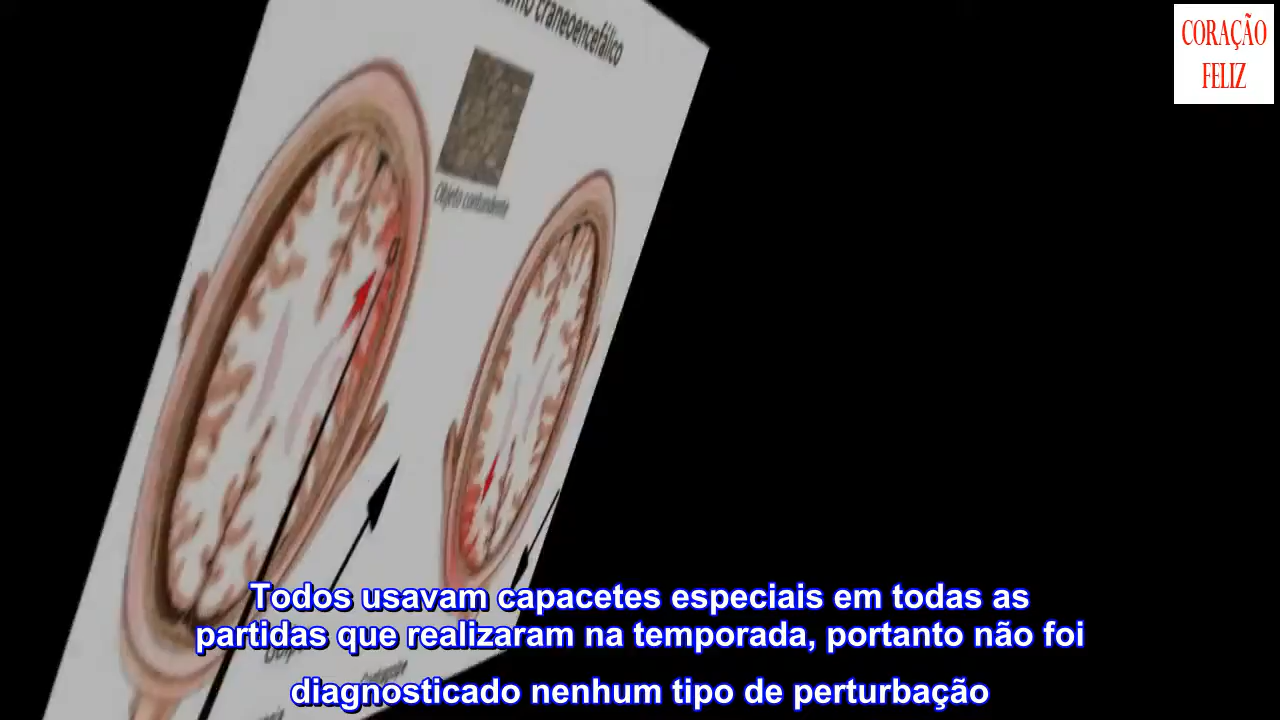 craneoencefálico
CORAÇÃO
FELIZ
Objeto contundente
Todos usavam capacetes especiais em todas as
partidas que realizaram na temporada, portanto não foi
diagnosticado nenhum tipo de perturbação